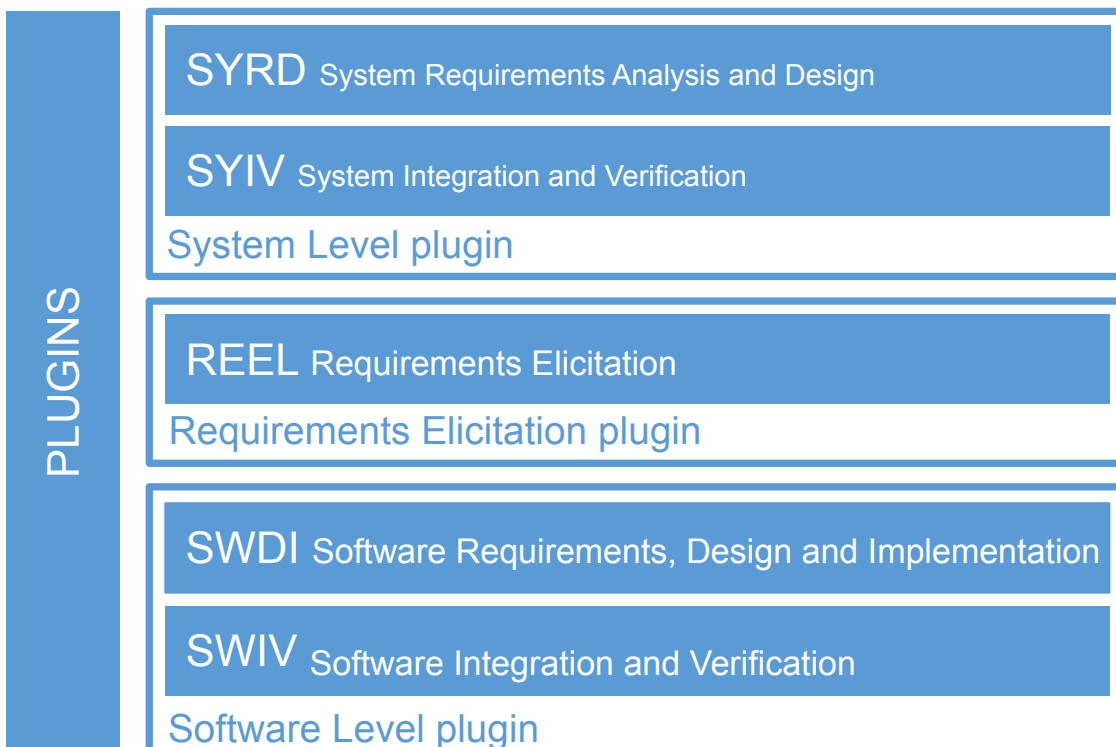 PLUGINS
SYRD System Requirements Analysis and Design
SYIV System Integration and Verification
System Level plugin
REEL Requirements Elicitation
Requirements Elicitation plugin
SWDI Software Requirements, Design and Implementation
SWIV Software Integration and Verification
Software Level plugin